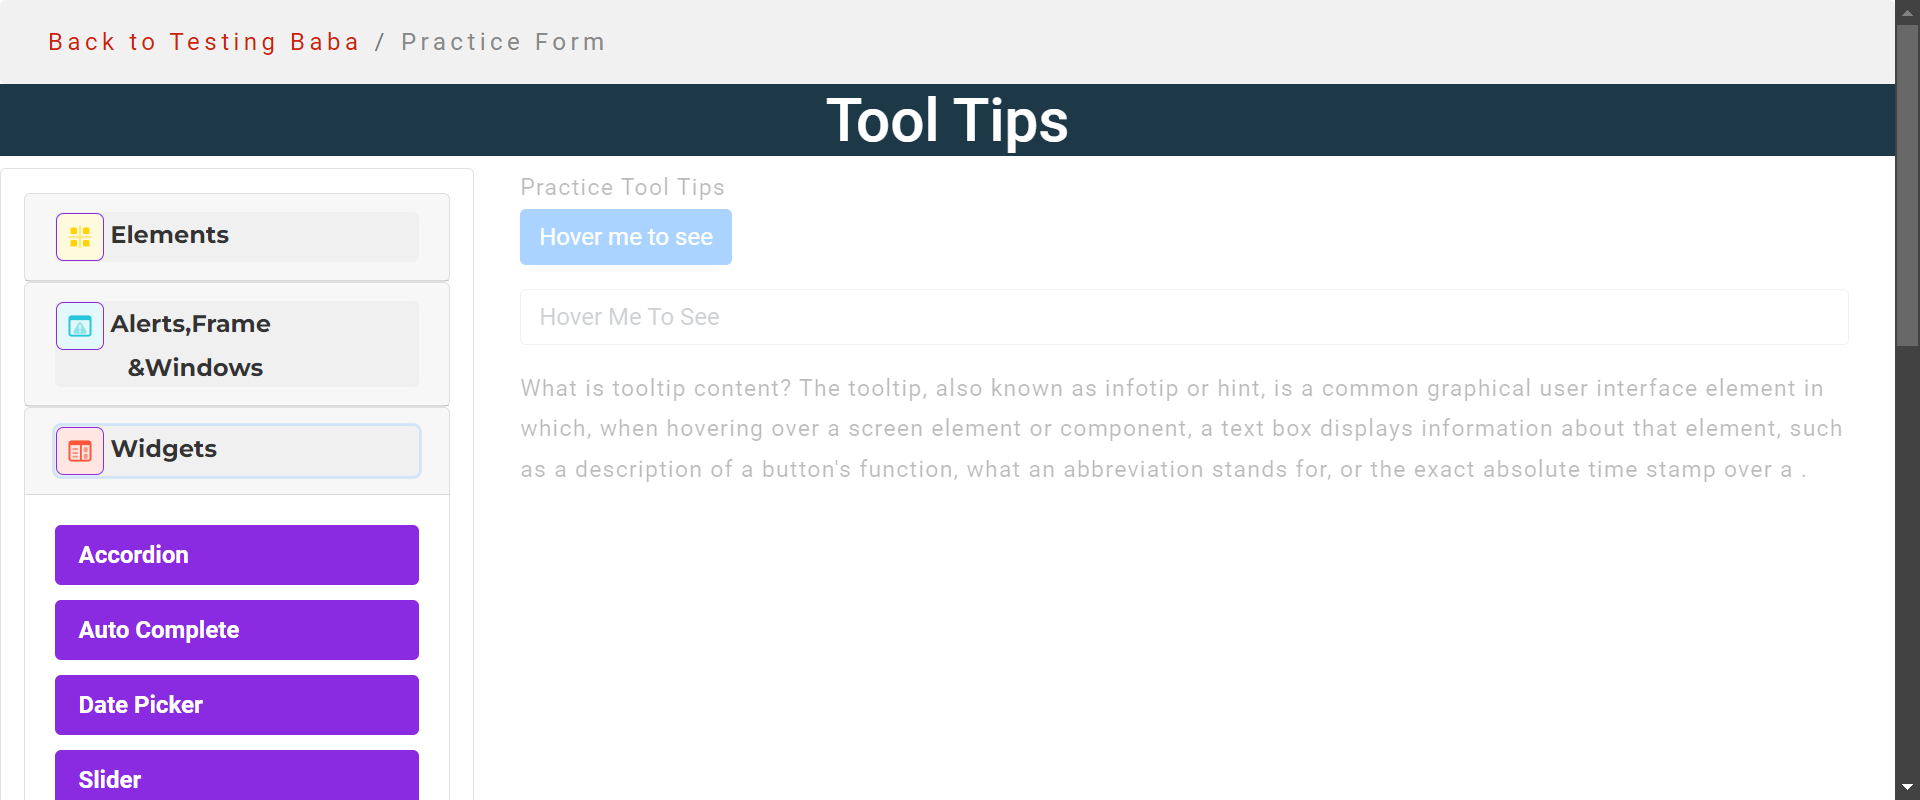 Back to Testing Baba / Practice Form
Tool Tips
Elements
Alerts,Frame
&Windows
Widgets
Accordion
Auto Complete
Date Picker
Slider
Practice Tool Tips
Hover me to see
Hover Me To See
What is tooltip content? The tooltip, also known as infotip or hint, is a common graphical user interface element in
which, when hovering over a screen element or component, a text box displays information about that element, such
as a description of a button's function, what an abbreviation stands for, or the exact absolute time stamp over a .